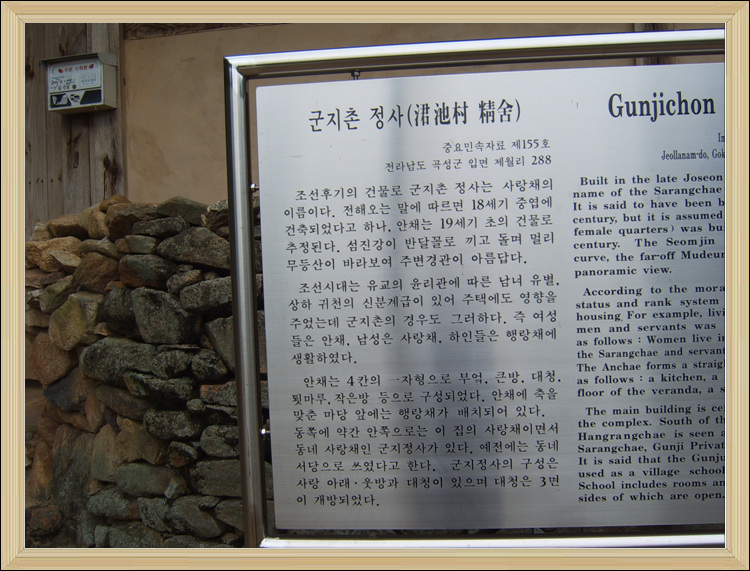 군지촌 정사(涒池村 精舍)
중요민속자료 제155호
전라남도 곡성군 입면 제월리 288
조선후기의 건물로 군지촌 정사는 사랑채의
이름이다. 전해오는 말에 따르면 18세기 중엽에
건축되었다고 하나, 안채는 19세기 초의 건물로
추정된다. 섬진강이 반달꼴로 끼고 돌며 멀리
무등산이 바라보여 주변경관이 아름답다.
조선시대는 유교의 윤리관에 따른 남녀 유별,
상하 귀천의 신분계급이 있어 주택에도 영향을
주었는데 군지촌의 경우도 그러하다. 즉 여성
들은 안채, 남성은 사랑채, 하인들은 행랑채에
생활하였다.
안채는 4칸의 一자형으로 부엌, 큰방, 대청,
툇마루, 작은방 등으로 구성되었다. 안채에 축을
맞춘 마당 앞에는 행랑채가 배치되어 있다.
동쪽에 약간 안쪽으로는 이 집의 사랑채이면서
동네 사랑채인 군지정사가 있다. 예전에는 동네
서당으로 쓰였다고 한다. 군지정사의 구성은
사랑 아래·웃방과 대청이 있으며 대청은 3면
이 개방되었다.
Gunjichon
Jeollanam-do, Gok
Built in the late Joseon
name of the Sarangchae
It is said to have been b
century, but it is assumed
female quarters) was bu
century. The Seomjin
curve, the far-off Mudeun
panoramic view.
According to the mora
status and rank system
housing. For example, livi
men and servants was
as follows : Women live in
the Sarangchae and servant
The Anchae forms a straig
as follows : a kitchen, a
floor of the veranda, a s
The main building is ce
the complex. South of th
Hangrangchae is seen a
Sarangchae, Gunji Privat
It is said that the Gunju
used as a village school
School includes rooms an
sides of which are open.